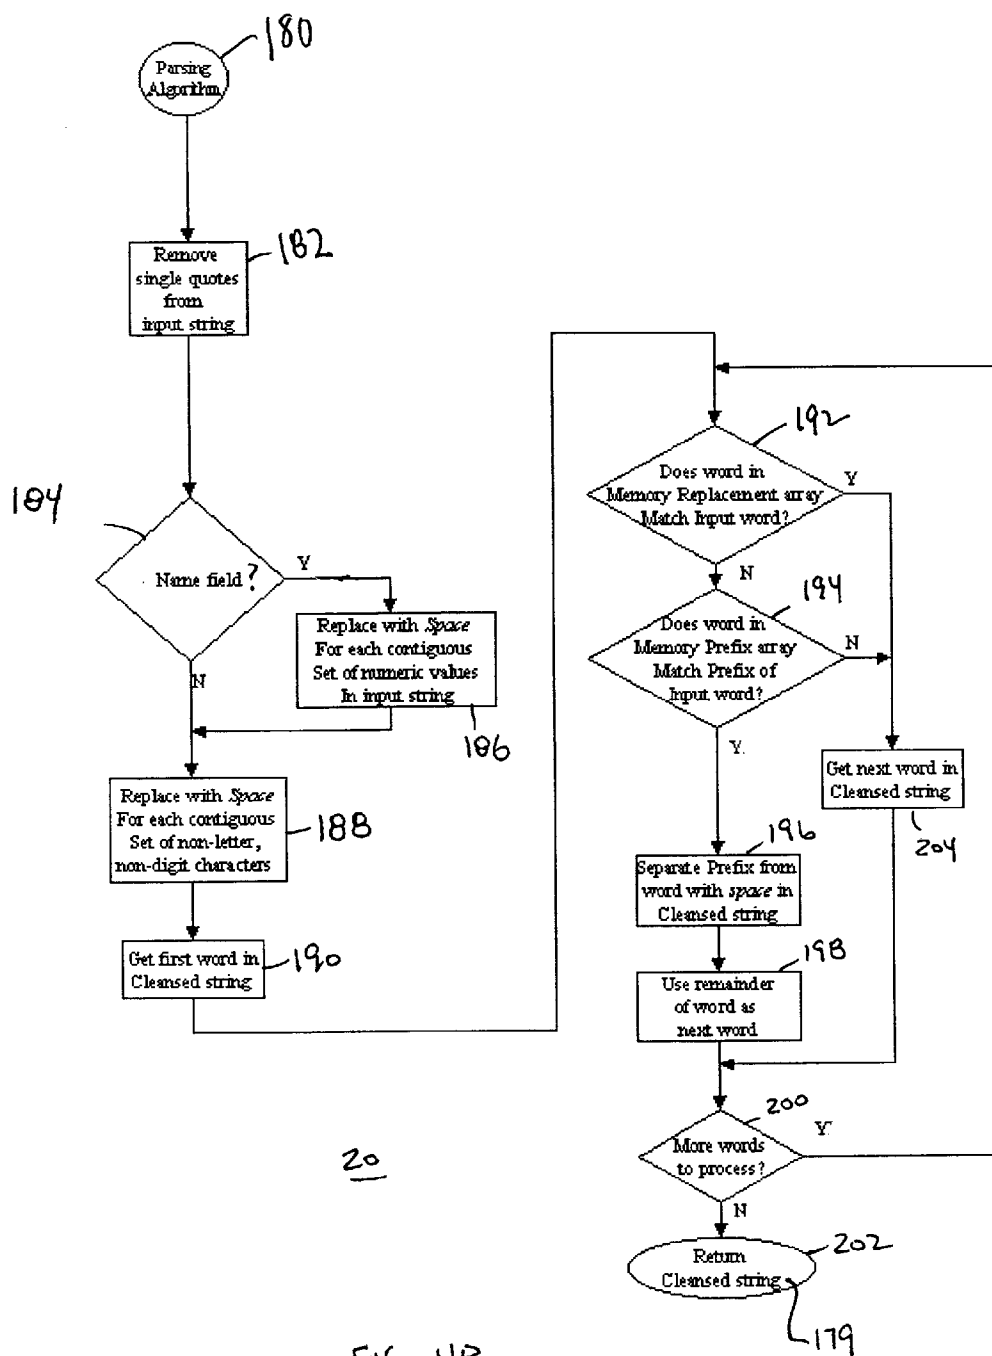 180
Parsing
Algorithm
182
Remove
single quotes
from
input string
184
Name field?
Y
N
Replace with Space
For each contiguous
Set of numeric values
In input string
186
Replace with Space
For each contiguous
Set of non-letter,
non-digit characters
188
Get first word in
Cleansed string
190
192
Does word in
Memory Replacement array
Match Input word?
Y
N
194
Does word in
Memory Prefix array
Match Prefix of
Input word?
N
Y
Get next word in
Cleansed string
204
196
Separate Prefix from
word with space in
Cleansed string
198
Use remainder
of word as
next word
200
More words
to process?
Y
N
20
202
Return
Cleansed string
179